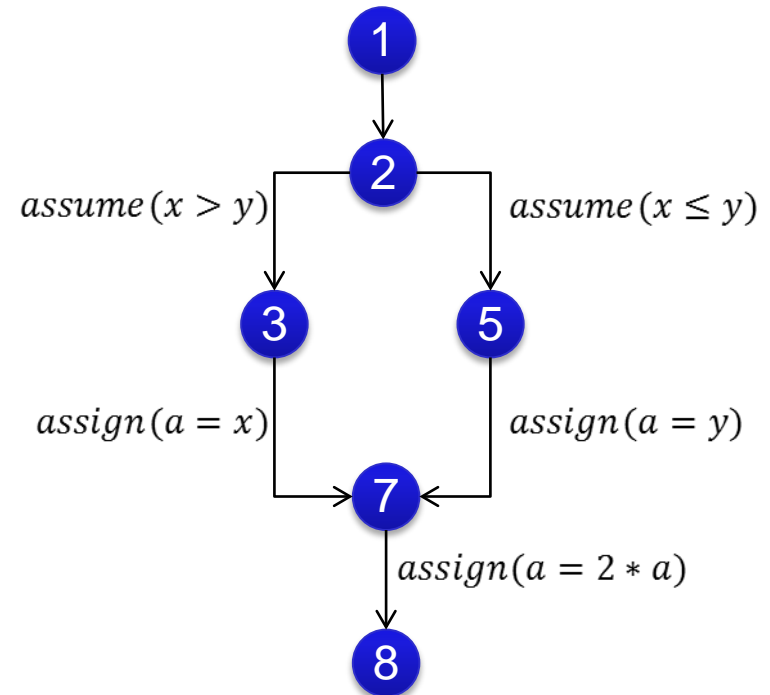 1
2
assume(x > y)
assume(x ≤ y)
3
5
assign(a = x)
assign(a = y)
7
assign(a = 2 ∗ a)
8